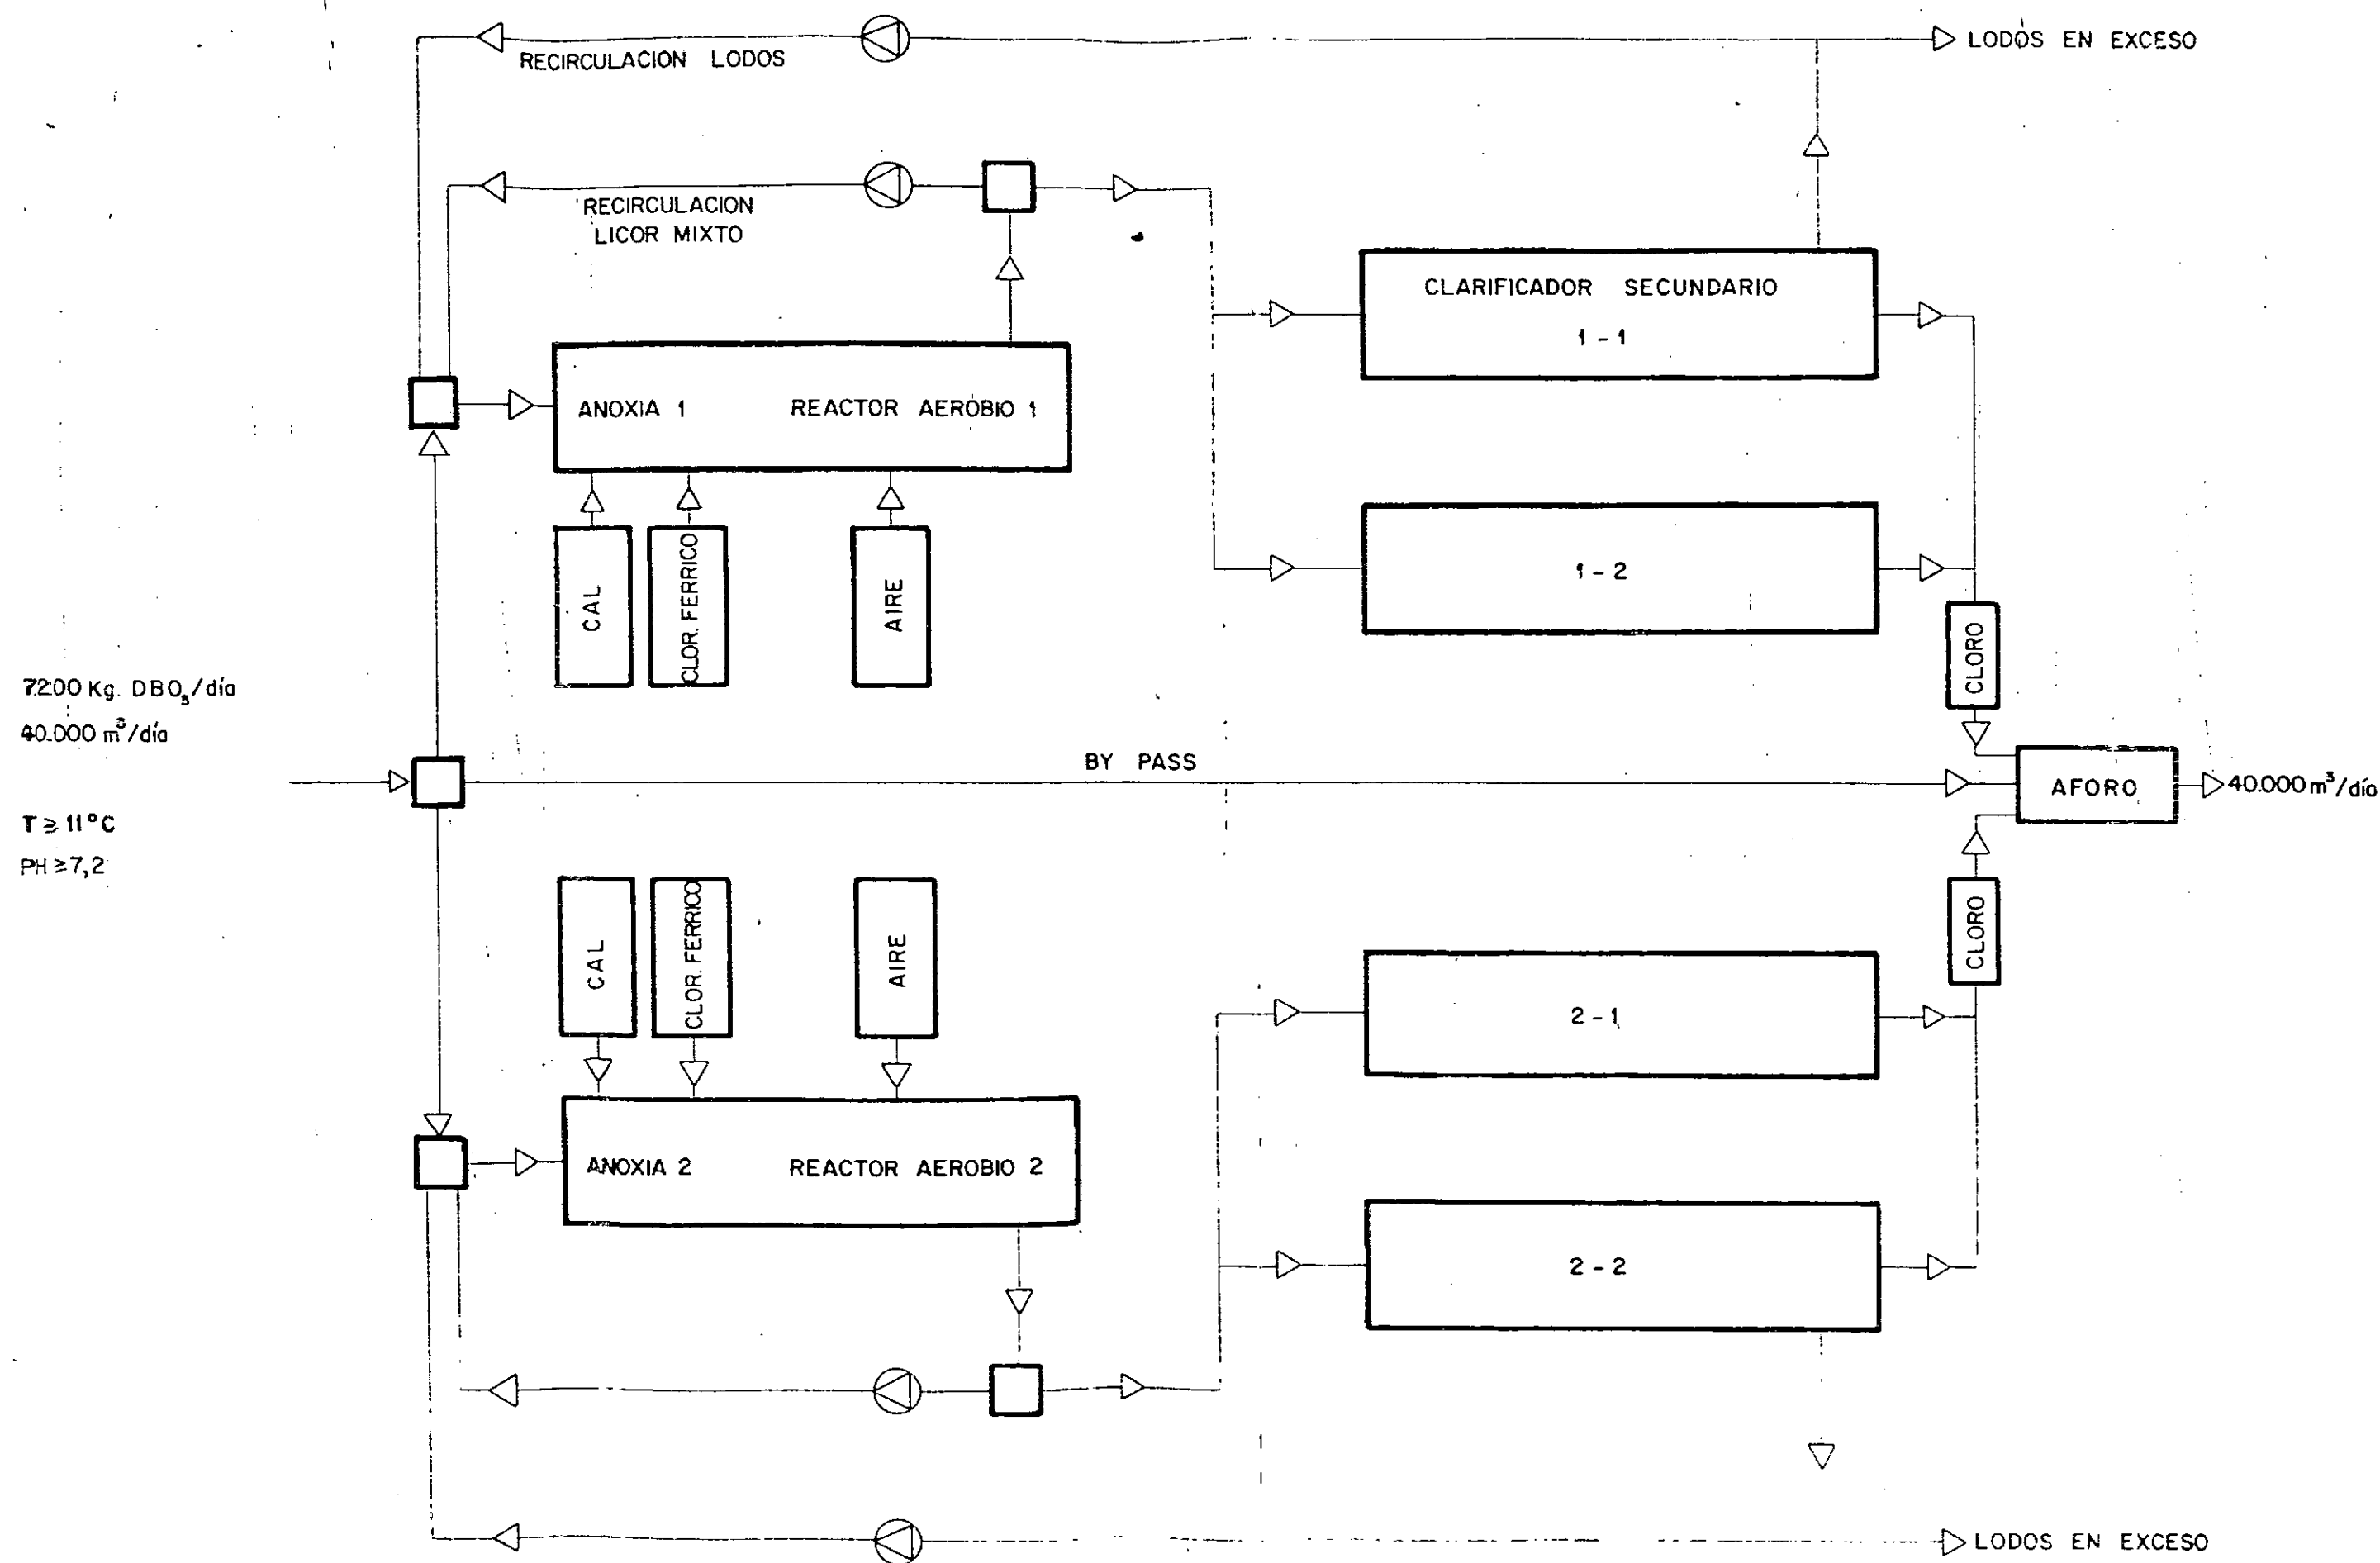 LODOS EN EXCESO
RECIRCULACION LODOS
RECIRCULACION
LICOR MIXTO
CLARIFICADOR SECUNDARIO
1 - 1
ANOXIA 1
REACTOR AEROBIO 1
CAL
CLOR. FERRICO
AIRE
1 - 2
CLORO
7200 Kg. DBO₅/día
40.000 m³/día
T ≥ 11°C
PH ≥ 7,2
BY PASS
AFORO
40.000 m³/día
CAL
CLOR. FERRICO
AIRE
CLORO
2 - 1
ANOXIA 2
REACTOR AEROBIO 2
2 - 2
LODOS EN EXCESO